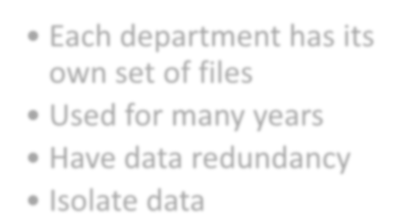 • Each department has its
own set of files
• Used for many years
• Have data redundancy
• Isolate data